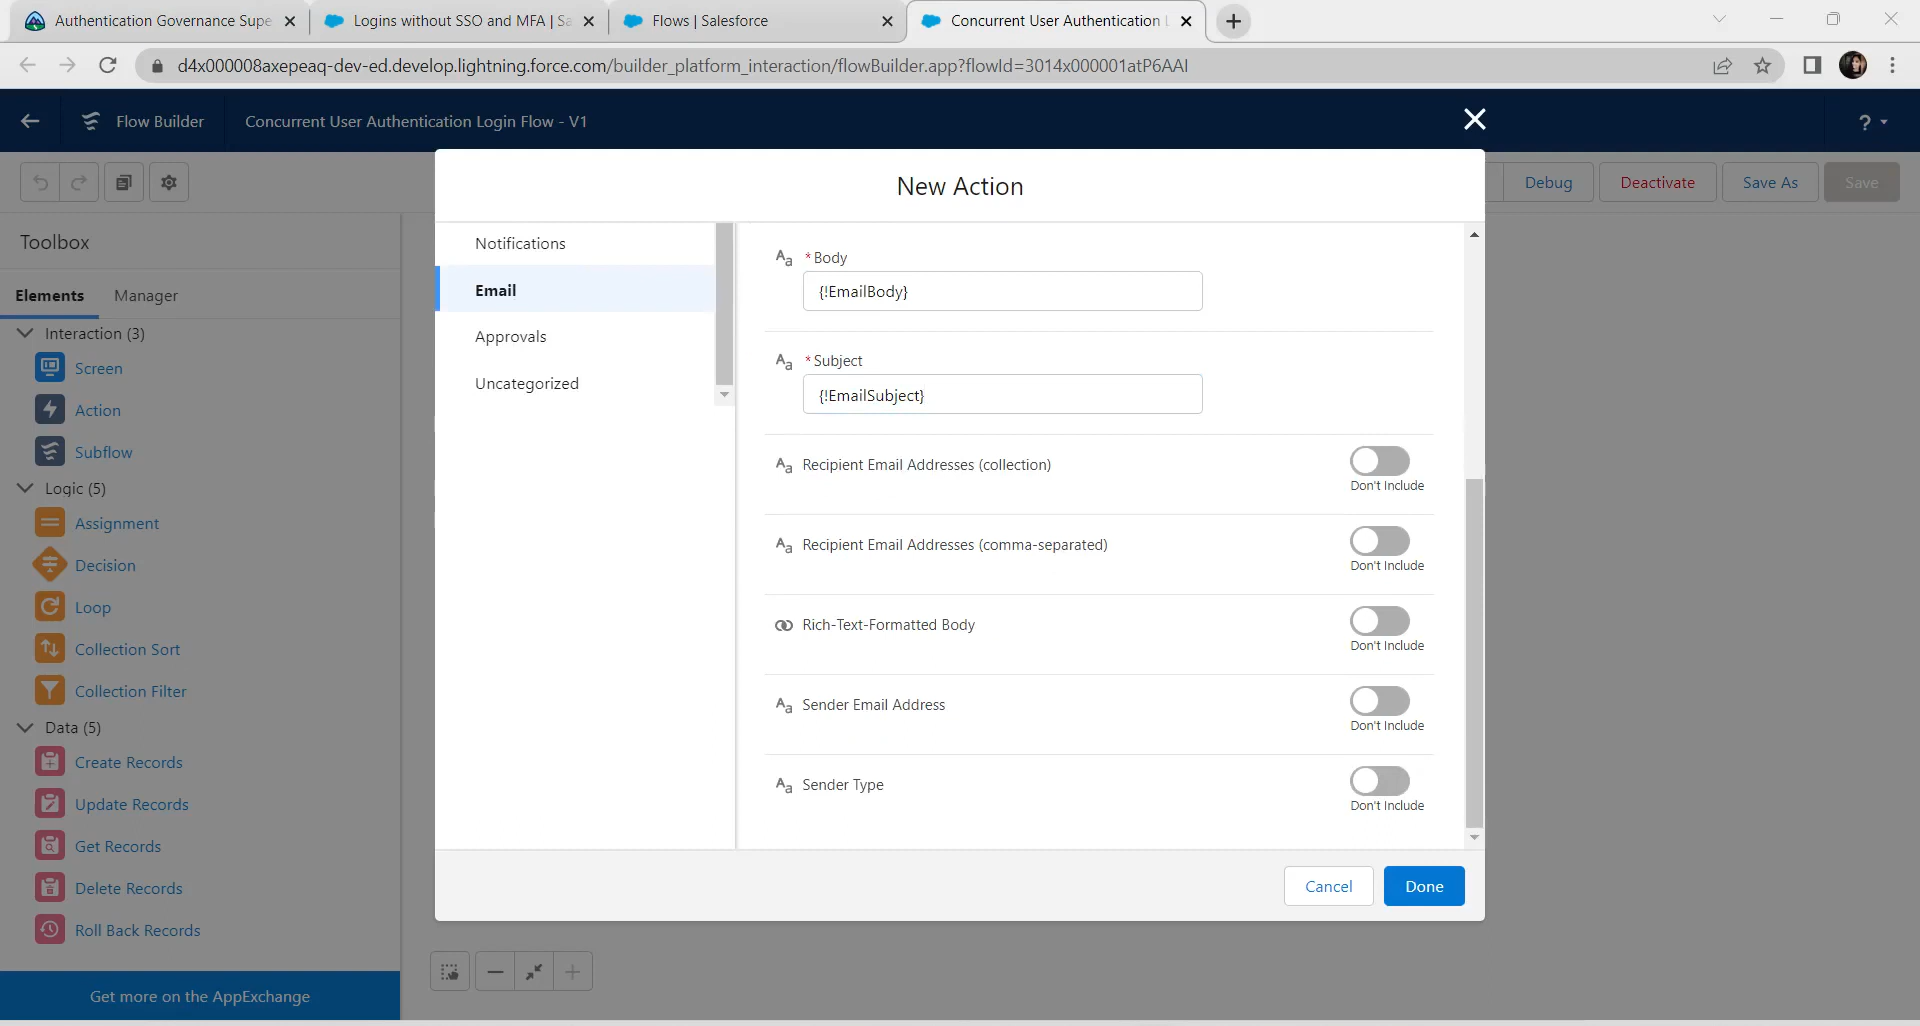 Authentication Governance Supe
Logins without SSO and MFA | Sa
Flows | Salesforce
Concurrent User Authentication L
d4x000008axepeaq-dev-ed.develop.lightning.force.com/builder_platform_interaction/flowBuilder.app?flowId=3014x000001atP6AAI
Flow Builder
Concurrent User Authentication Login Flow - V1
?
Debug
Deactivate
Save As
Save
New Action
Toolbox
Elements
Manager
Interaction (3)
Screen
Action
Subflow
Logic (5)
Assignment
Decision
Loop
Collection Sort
Collection Filter
Data (5)
Create Records
Update Records
Get Records
Delete Records
Roll Back Records
Get more on the AppExchange
Notifications
Email
Approvals
Uncategorized
Aa * Body
{!EmailBody}
Aa * Subject
{!EmailSubject}
Aa Recipient Email Addresses (collection)
Don't Include
Aa Recipient Email Addresses (comma-separated)
Don't Include
Rich-Text-Formatted Body
Don't Include
Aa Sender Email Address
Don't Include
Aa Sender Type
Don't Include
Cancel
Done